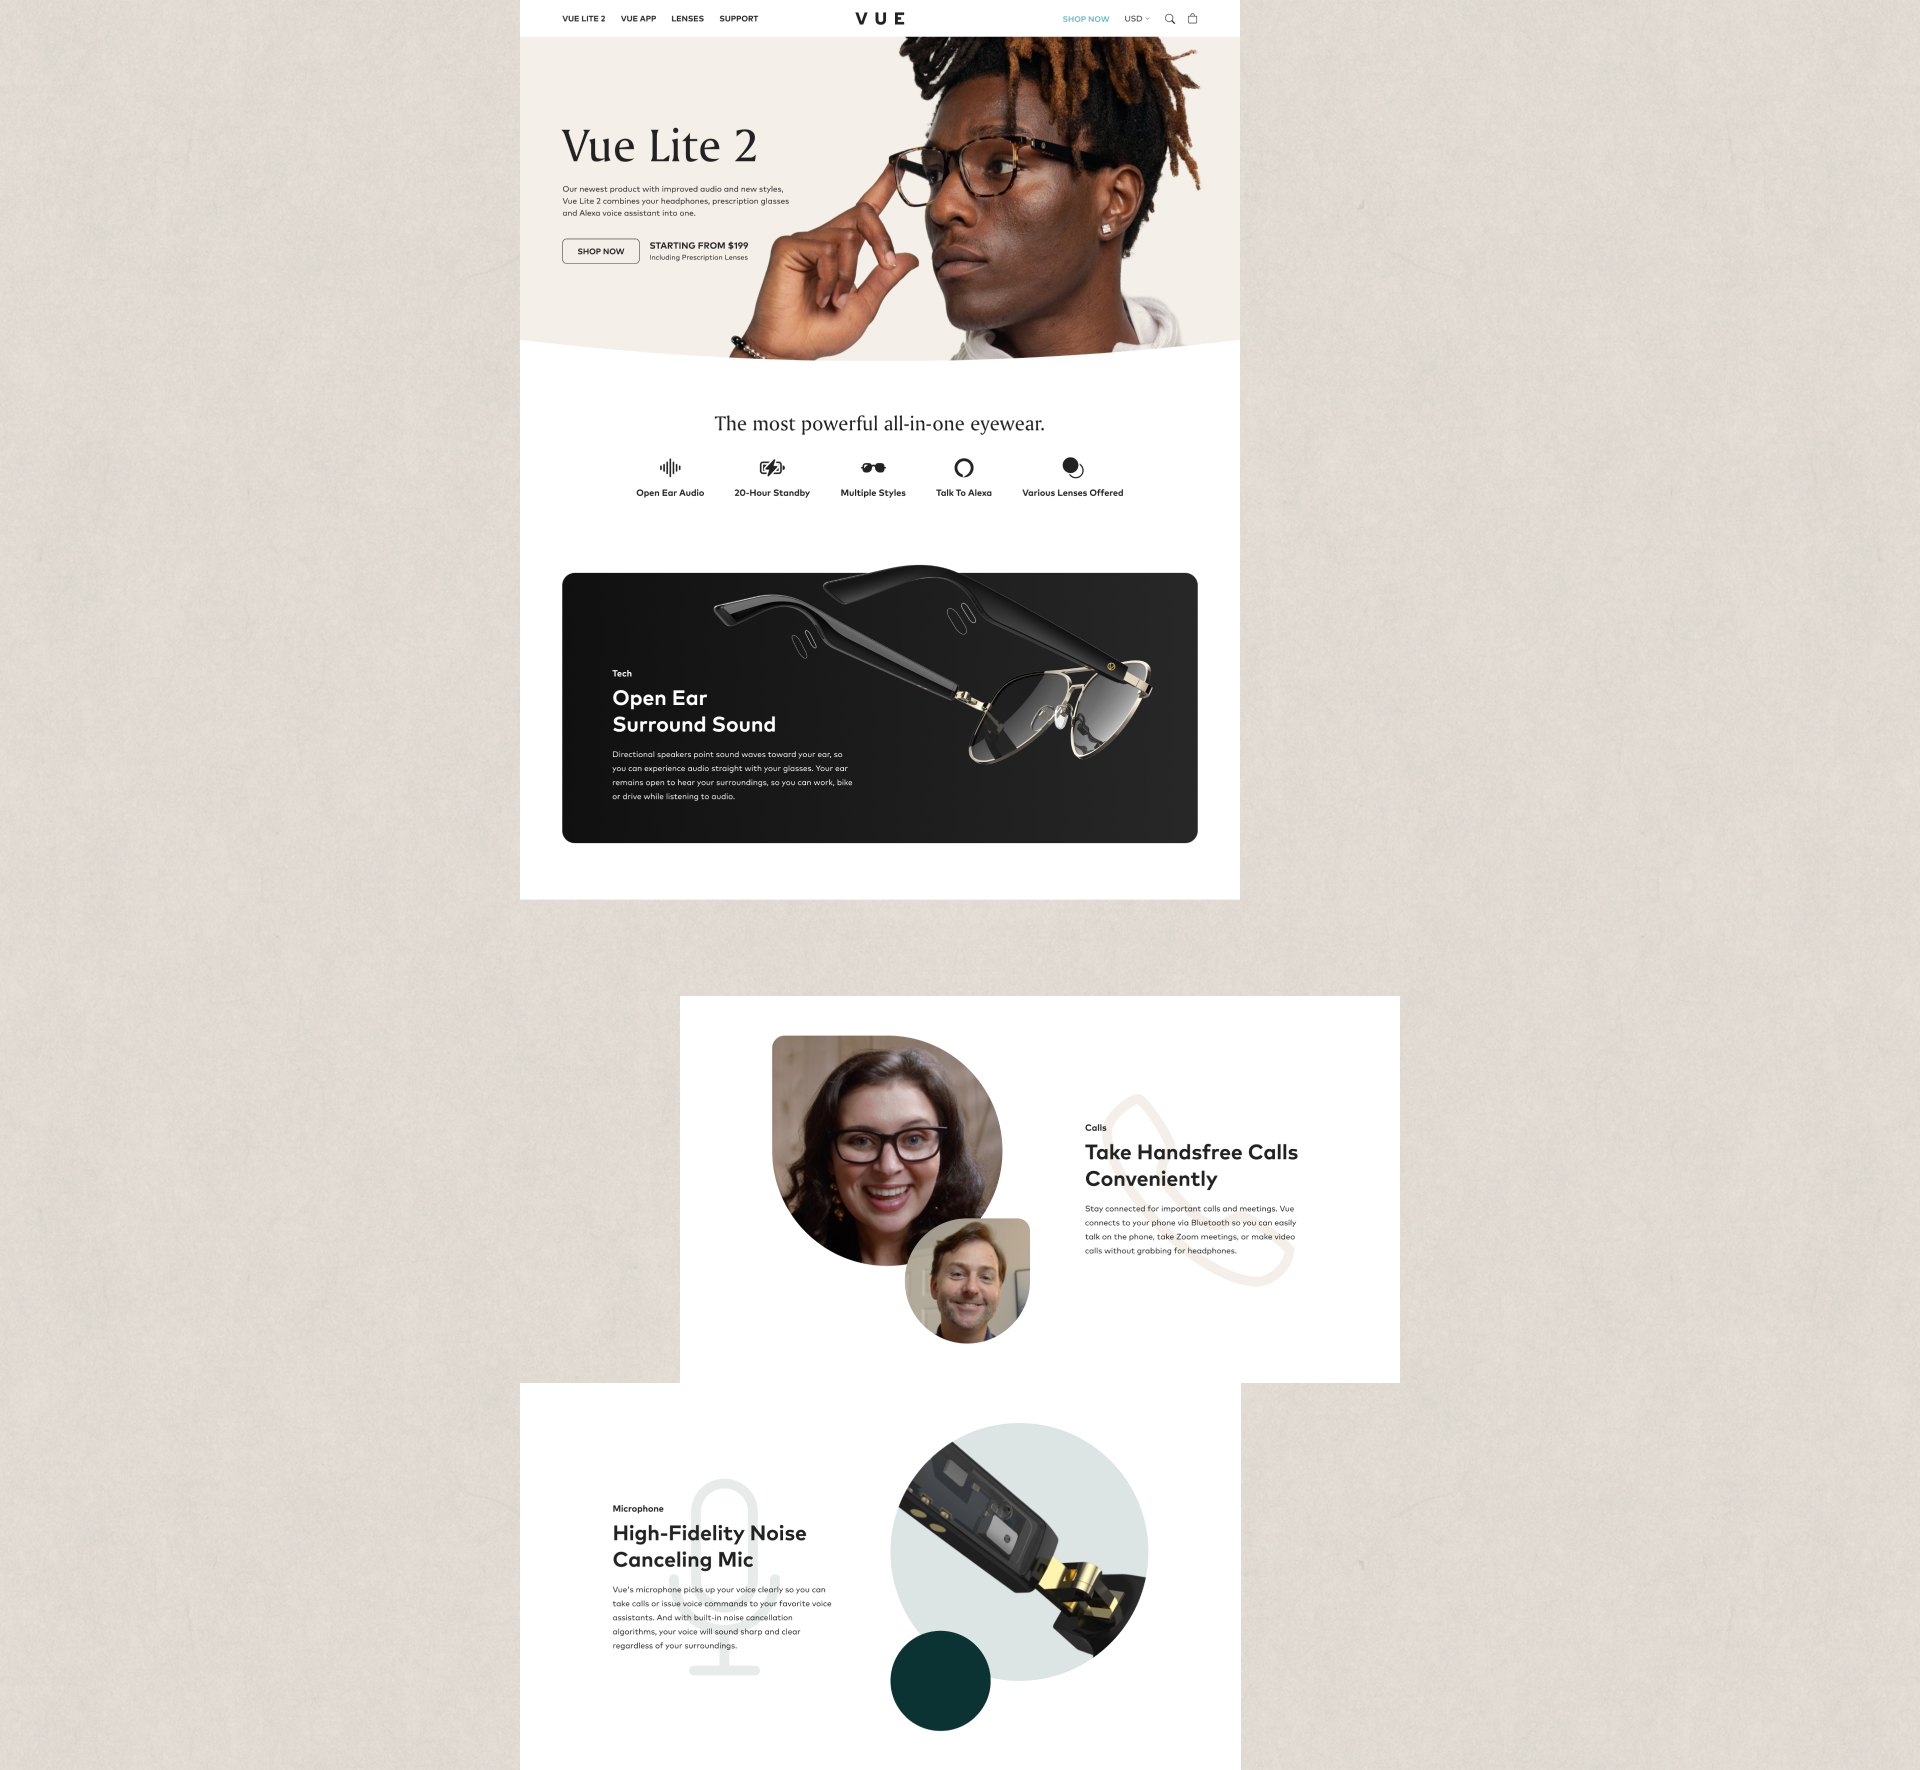 VUE LITE 2 VUE APP LENSES SUPPORT VUE SHOP NOW USD
Vue Lite 2
Our newest product with improved audio and new styles,
Vue Lite 2 combines your headphones, prescription glasses
and Alexa voice assistant into one.
SHOP NOW
STARTING FROM $199
Including Prescription Lenses
The most powerful all-in-one eyewear.
Open Ear Audio 20-Hour Standby Multiple Styles Talk To Alexa Various Lenses Offered
Tech
Open Ear
Surround Sound
Directional speakers point sound waves toward your ear, so
you can experience audio straight with your glasses. Your ear
remains open to hear your surroundings, so you can work, bike
or drive while listening to audio.
Calls
Take Handsfree Calls
Conveniently
Stay connected for important calls and meetings. Vue
connects to your phone via Bluetooth so you can easily
talk on the phone, take Zoom meetings, or make video
calls without grabbing for headphones.
Microphone
High-Fidelity Noise
Canceling Mic
Vue's microphone picks up your voice clearly so you can
take calls or issue voice commands to your favorite voice
assistants. And with built-in noise cancellation
algorithms, your voice will sound sharp and clear
regardless of your surroundings.